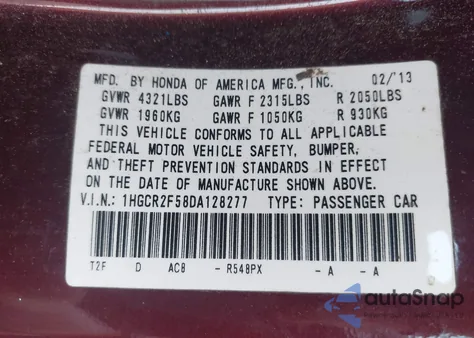 MFD. BY HONDA OF AMERICA MFG., INC. 02/13
GVWR 4321LBS GAWR F 2315LBS R 2050LBS
GVWR 1960KG GAWR F 1050KG R 930KG
THIS VEHICLE CONFORMS TO ALL APPLICABLE
FEDERAL MOTOR VEHICLE SAFETY, BUMPER,
AND THEFT PREVENTION STANDARDS IN EFFECT
ON THE DATE OF MANUFACTURE SHOWN ABOVE.
V.I.N.: 1HGCR2F58DA128277 TYPE: PASSENGER CAR
T2F D AC8 - R548PX - A - A
autoSnap